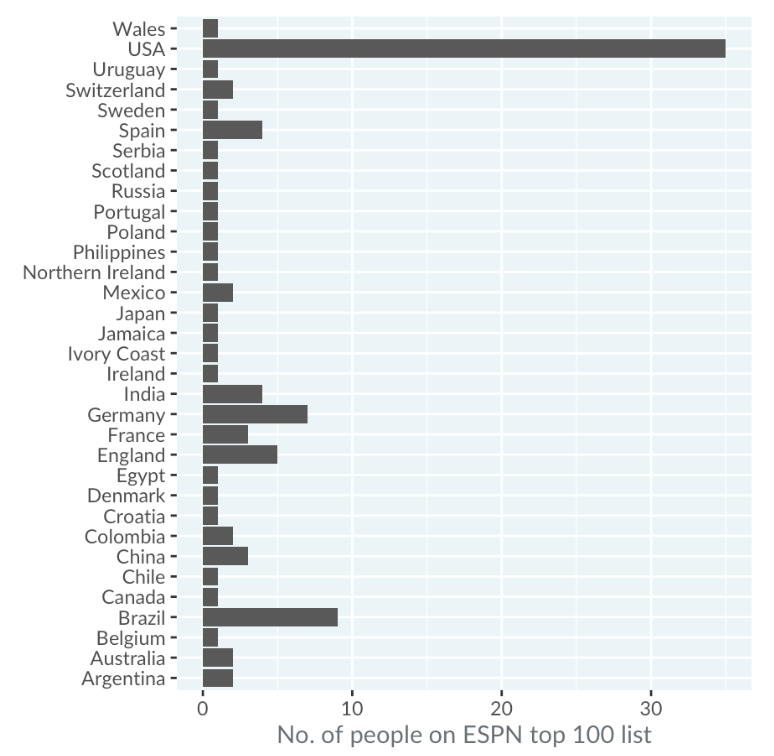 Wales
USA
Uruguay
Switzerland
Sweden
Spain
Serbia
Scotland
Russia
Portugal
Poland
Philippines
Northern Ireland
Mexico
Japan
Jamaica
Ivory Coast
Ireland
India
Germany
France
England
Egypt
Denmark
Croatia
Colombia
China
Chile
Canada
Brazil
Belgium
Australia
Argentina
0 10 20 30
No. of people on ESPN top 100 list